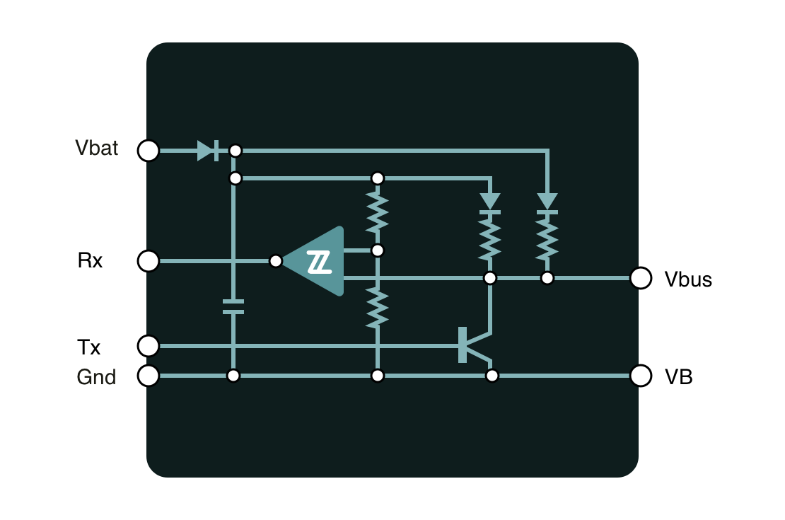 Vbat
Rx
Vbus
Tx
Gnd
VB